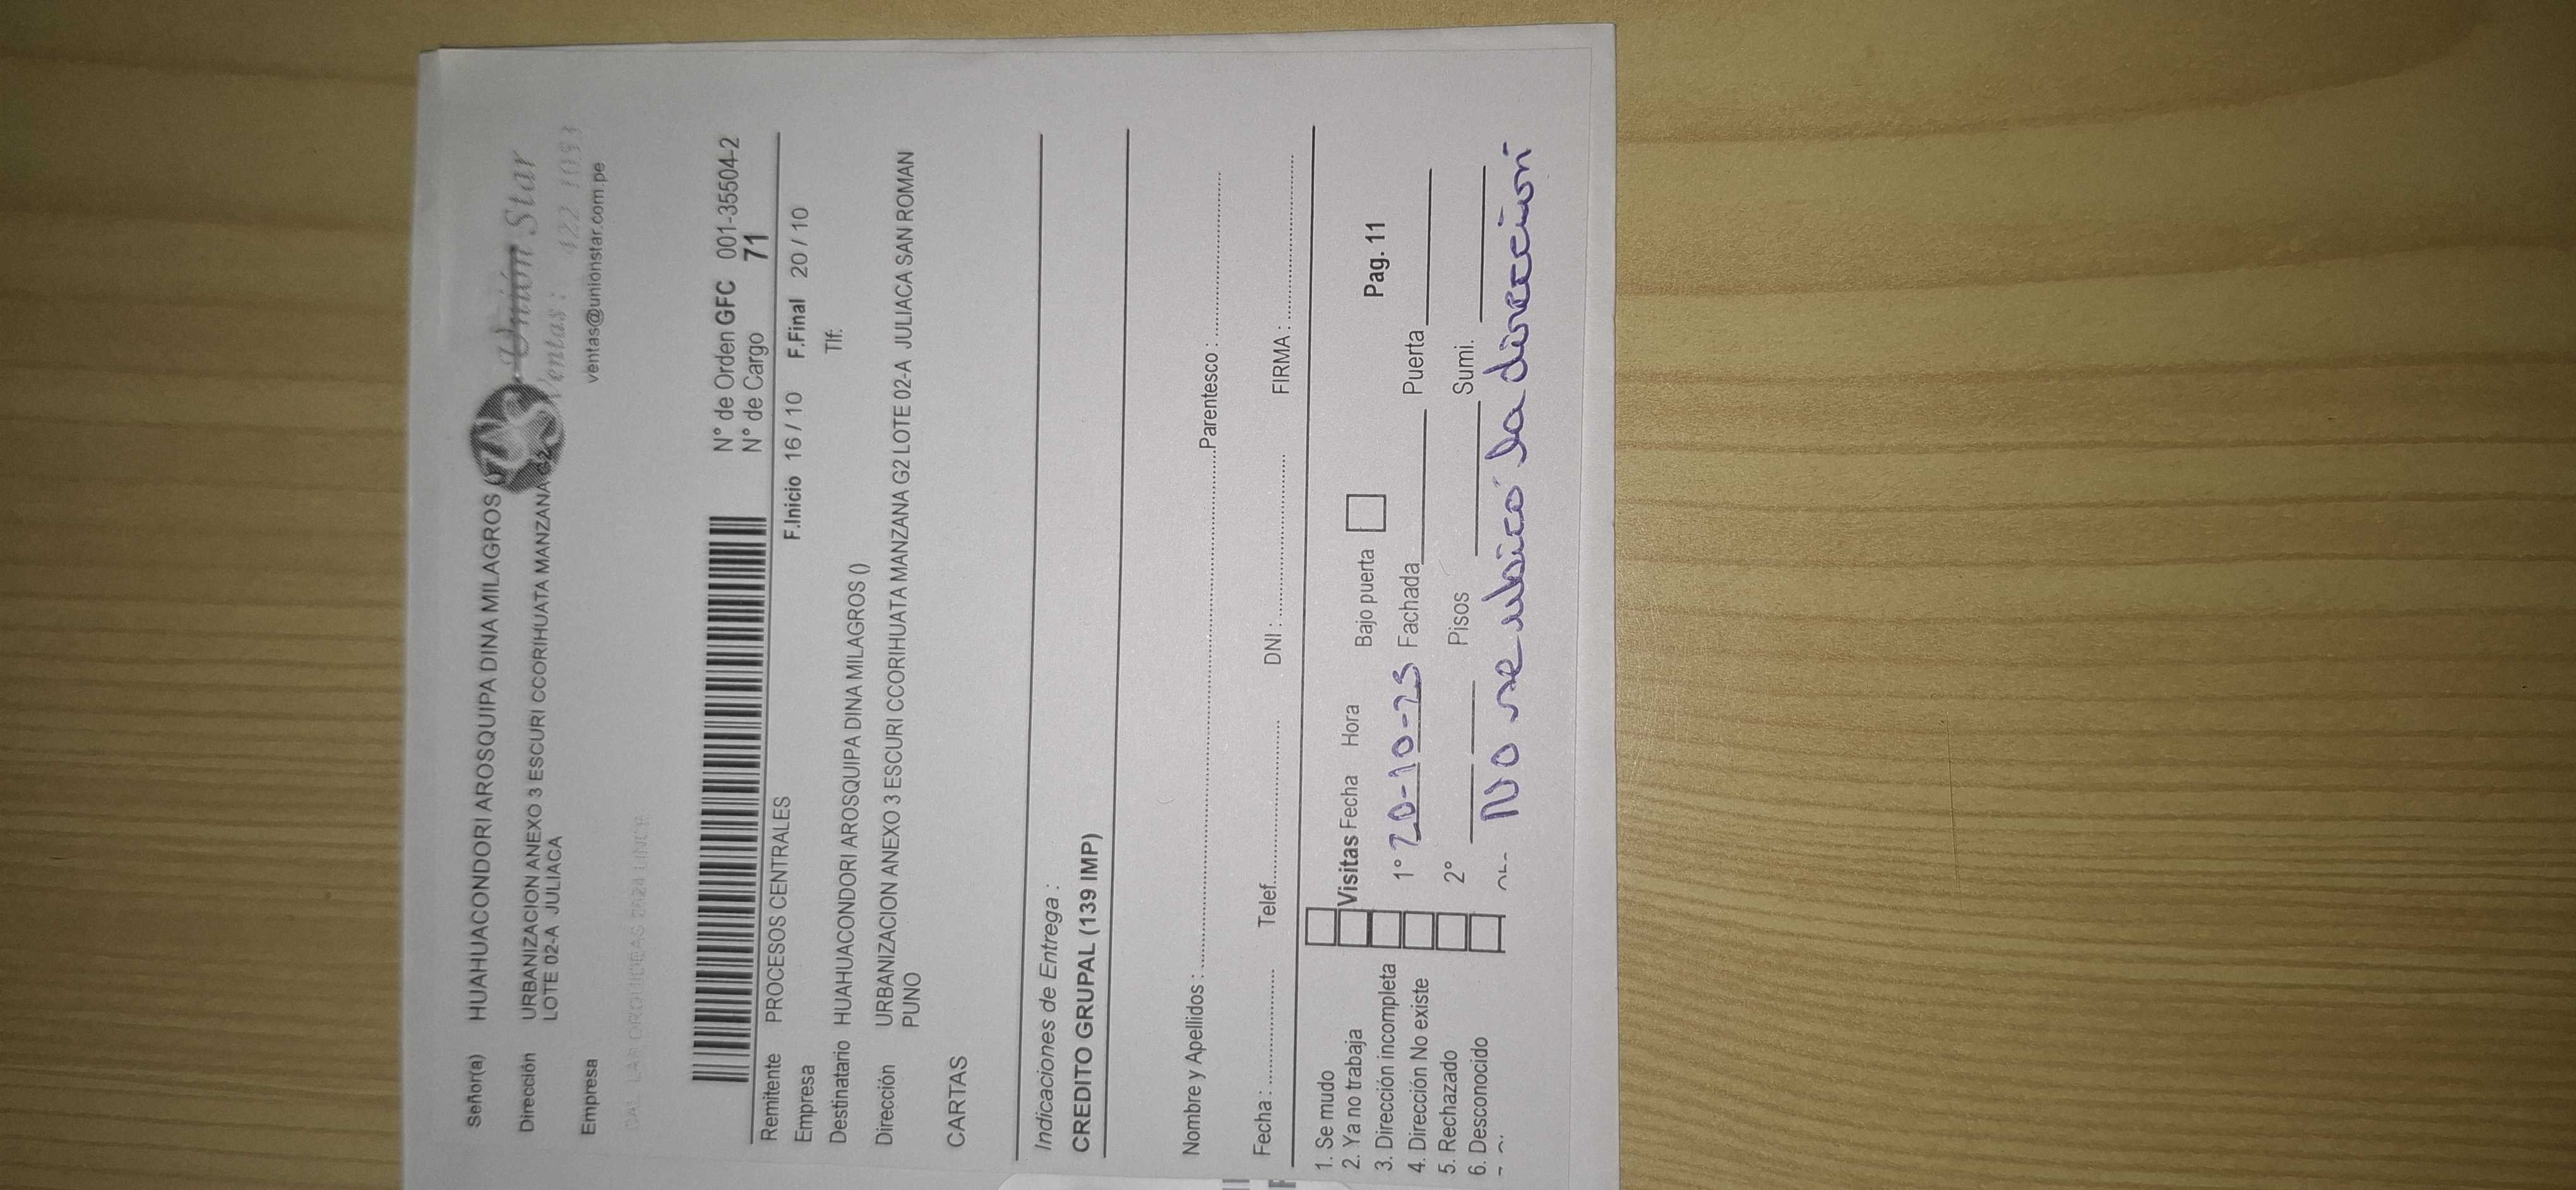 Señor(a) HUAHUACONDORI AROSQUIPA DINA MILAGROS (
Unión Star
Dirección URBANIZACION ANEXO 3 ESCURI CCORIHUATA MANZANA G2
LOTE 02-A JULIACA
Ventas: 422 1033
Empresa ventas@unionstar.com.pe
N° de Orden GFC 001-35504-2
N° de Cargo 71
Remitente PROCESOS CENTRALES
F.Inicio 16 / 10 F.Final 20 / 10
Empresa
Tlf:
Destinatario HUAHUACONDORI AROSQUIPA DINA MILAGROS ()
Dirección URBANIZACION ANEXO 3 ESCURI CCORIHUATA MANZANA G2 LOTE 02-A JULIACA SAN ROMAN
PUNO
CARTAS
Indicaciones de Entrega :
CREDITO GRUPAL (139 IMP)
Nombre y Apellidos : Parentesco :
Fecha : Telef. DNI : FIRMA :
1. Se mudo
2. Ya no trabaja Visitas Fecha Hora Bajo puerta Pag. 11
3. Dirección incompleta
4. Dirección No existe 1° 20-10-23 Fachada Puerta
5. Rechazado 2° Pisos Sumi.
6. Desconocido
No se ubicó la dirección